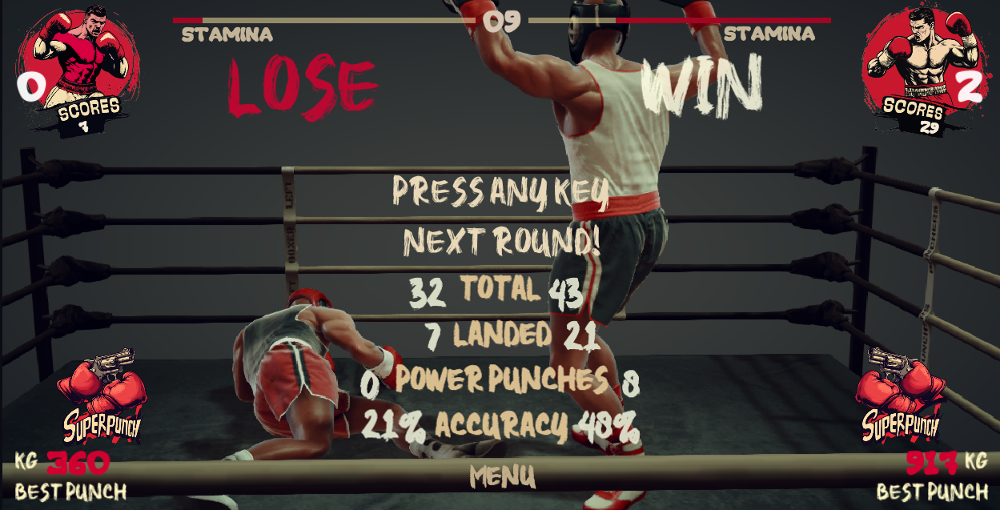 09
STAMINA
STAMINA
LOSE
WIN
0
2
SCORES
7
SCORES
29
PRESS ANY KEY
NEXT ROUND!
32 TOTAL 43
7 LANDED 21
0 POWER PUNCHES 8
21% ACCURACY 48%
SUPERPUNCH
SUPERPUNCH
KG 360
BEST PUNCH
917 KG
BEST PUNCH
MENU
LEFT
BOXER